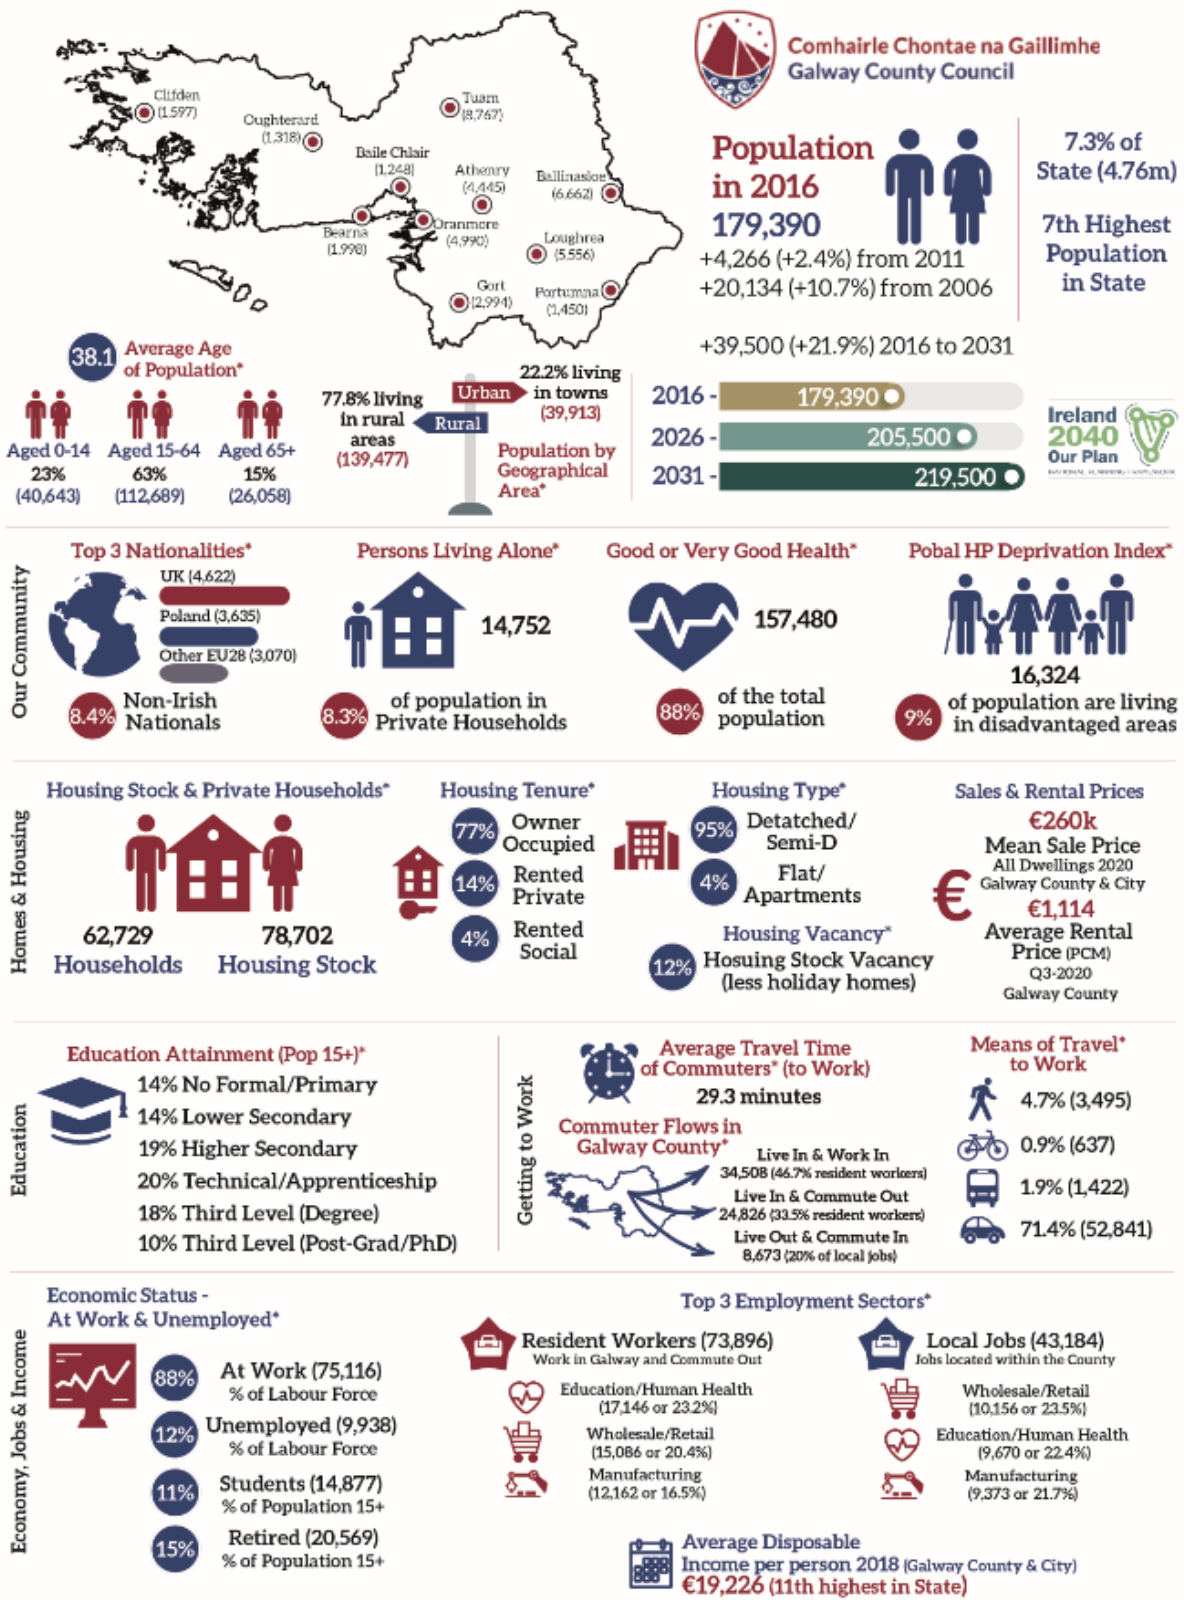 Comhairle Chontae na Gaillimhe
Galway County Council
Clifden
(1,597)
Oughterard
(1,318)
Tuam
(8,767)
Baile Chlair
(1,248)
Athenry
(4,445)
Ballinasloe
(6,662)
Bearna
(1,998)
Oranmore
(4,990)
Loughrea
(5,556)
Gort
(2,994)
Portumna
(1,450)
Population
in 2016
179,390
+4,266 (+2.4%) from 2011
+20,134 (+10.7%) from 2006
7.3% of
State (4.76m)
7th Highest
Population
in State
38.1
Average Age
of Population*
Aged 0-14
23%
(40,643)
Aged 15-64
63%
(112,689)
Aged 65+
15%
(26,058)
77.8% living
in rural
areas
(139,477)
Urban
Rural
22.2% living
in towns
(39,913)
Population by
Geographical
Area*
+39,500 (+21.9%) 2016 to 2031
2016 -
179,390
2026 -
205,500
2031 -
219,500
Ireland
2040
Our Plan
NATIONAL PLANNING FRAMEWORK
Our Community
Top 3 Nationalities*
UK (4,622)
Poland (3,635)
Other EU28 (3,070)
8.4%
Non-Irish
Nationals
Persons Living Alone*
14,752
8.3%
of population in
Private Households
Good or Very Good Health*
157,480
88%
of the total
population
Pobal HP Deprivation Index*
16,324
9%
of population are living
in disadvantaged areas
Homes & Housing
Housing Stock & Private Households*
62,729
Households
78,702
Housing Stock
Housing Tenure*
77%
Owner
Occupied
14%
Rented
Private
4%
Rented
Social
Housing Type*
95%
Detatched/
Semi-D
4%
Flat/
Apartments
Housing Vacancy*
12%
Hosuing Stock Vacancy
(less holiday homes)
Sales & Rental Prices
€260k
Mean Sale Price
All Dwellings 2020
Galway County & City
€
€1,114
Average Rental
Price (PCM)
Q3-2020
Galway County
Education
Education Attainment (Pop 15+)*
14% No Formal/Primary
14% Lower Secondary
19% Higher Secondary
20% Technical/Apprenticeship
18% Third Level (Degree)
10% Third Level (Post-Grad/PhD)
Getting to Work
Average Travel Time
of Commuters* (to Work)
29.3 minutes
Commuter Flows in
Galway County*
Live In & Work In
34,508 (46.7% resident workers)
Live In & Commute Out
24,826 (33.5% resident workers)
Live Out & Commute In
8,673 (20% of local jobs)
Means of Travel*
to Work
4.7% (3,495)
0.9% (637)
1.9% (1,422)
71.4% (52,841)
Economy, Jobs & Income
Economic Status -
At Work & Unemployed*
88%
At Work (75,116)
% of Labour Force
12%
Unemployed (9,938)
% of Labour Force
11%
Students (14,877)
% of Population 15+
15%
Retired (20,569)
% of Population 15+
Top 3 Employment Sectors*
Resident Workers (73,896)
Work in Galway and Commute Out
Education/Human Health
(17,146 or 23.2%)
Wholesale/Retail
(15,086 or 20.4%)
Manufacturing
(12,162 or 16.5%)
Local Jobs (43,184)
Jobs located within the County
Wholesale/Retail
(10,156 or 23.5%)
Education/Human Health
(9,670 or 22.4%)
Manufacturing
(9,373 or 21.7%)
Average Disposable
Income per person 2018 (Galway County & City)
€19,226 (11th highest in State)